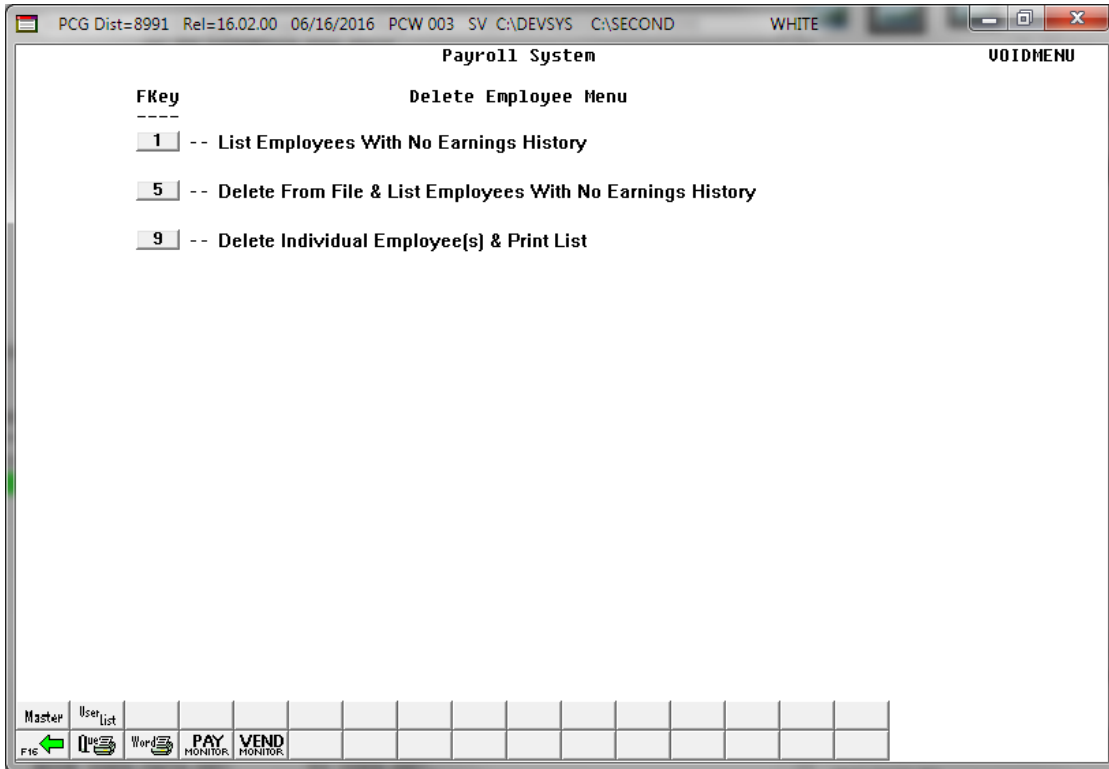 PCG Dist=8991 Rel=16.02.00 06/16/2016 PCW 003 SV C:\DEVSYS C:\SECOND WHITE
Payroll System VOIDMENU
FKey Delete Employee Menu
----
1 -- List Employees With No Earnings History
5 -- Delete From File & List Employees With No Earnings History
9 -- Delete Individual Employee(s) & Print List
Master User List
F16 Que Word PAY MONITOR VEND MONITOR